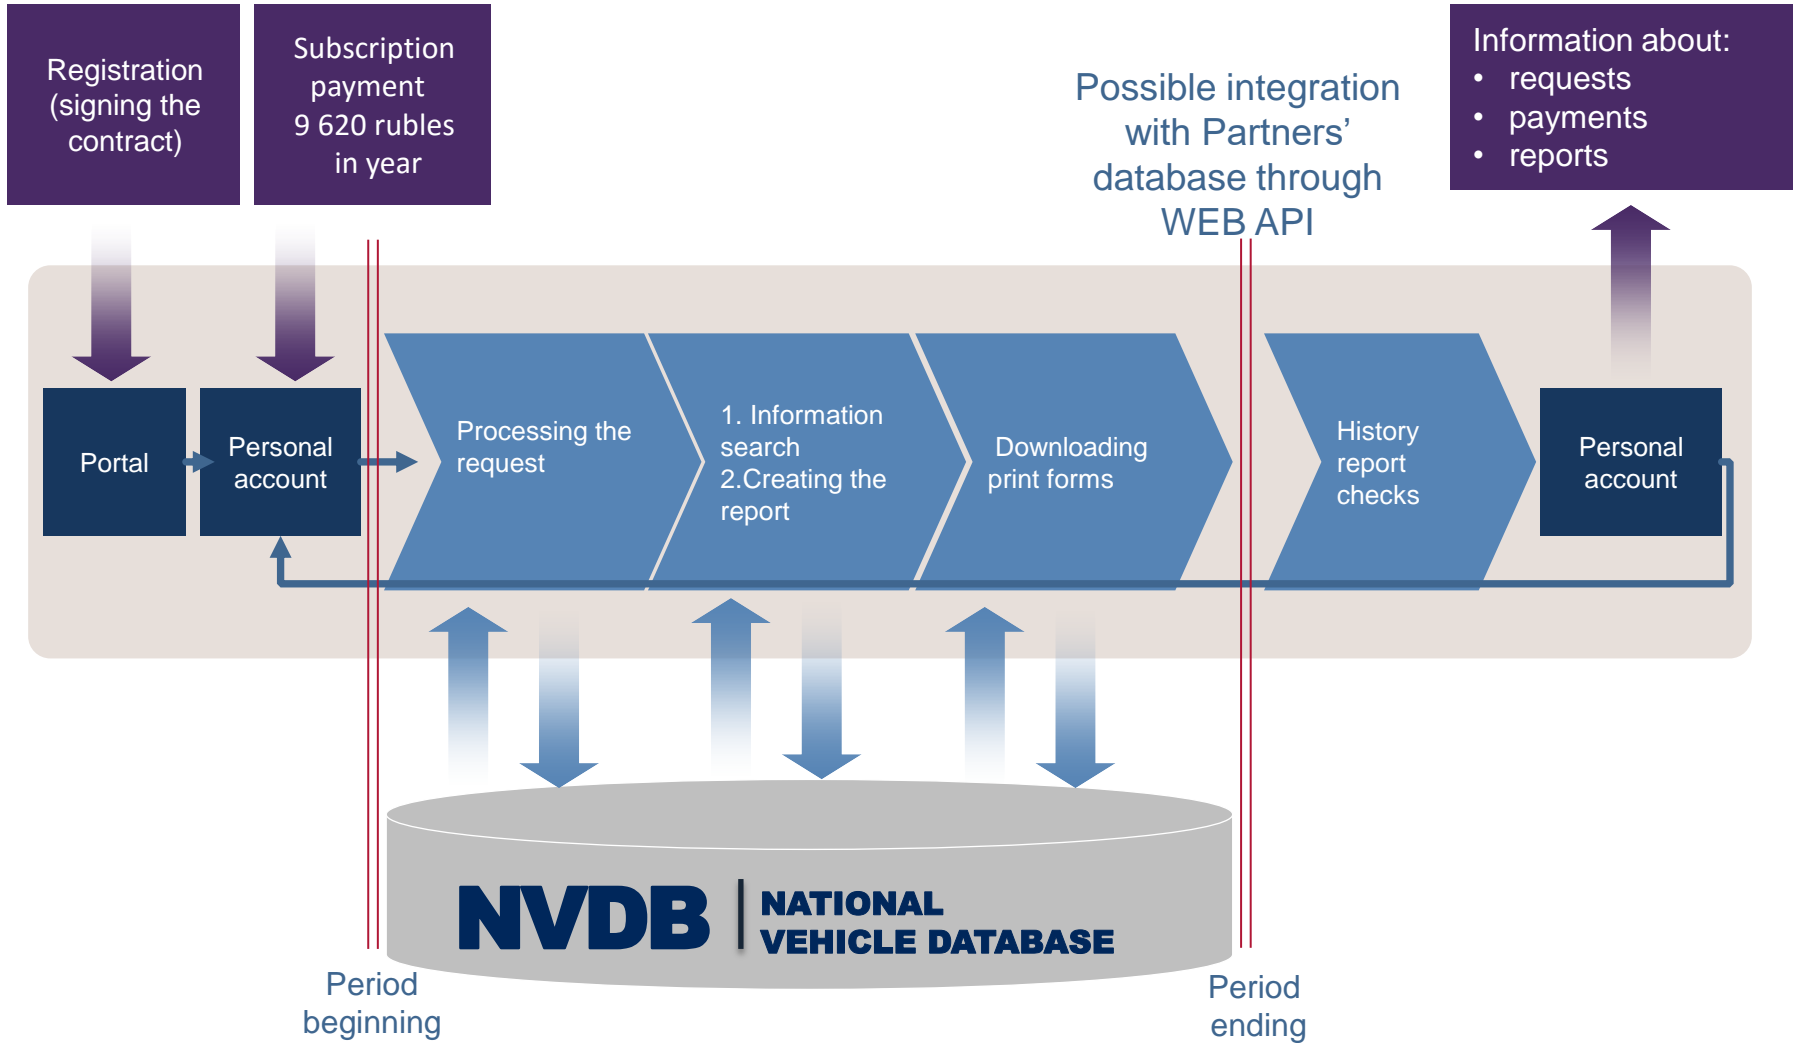 Registration
(signing the
contract)
Subscription
payment
9 620 rubles
in year
Possible integration
with Partners’
database through
WEB API
Information about:
• requests
• payments
• reports
Portal
Personal
account
Processing the
request
1. Information
search
2.Creating the
report
Downloading
print forms
History
report
checks
Personal
account
NVDB
NATIONAL
VEHICLE DATABASE
Period
beginning
Period
ending